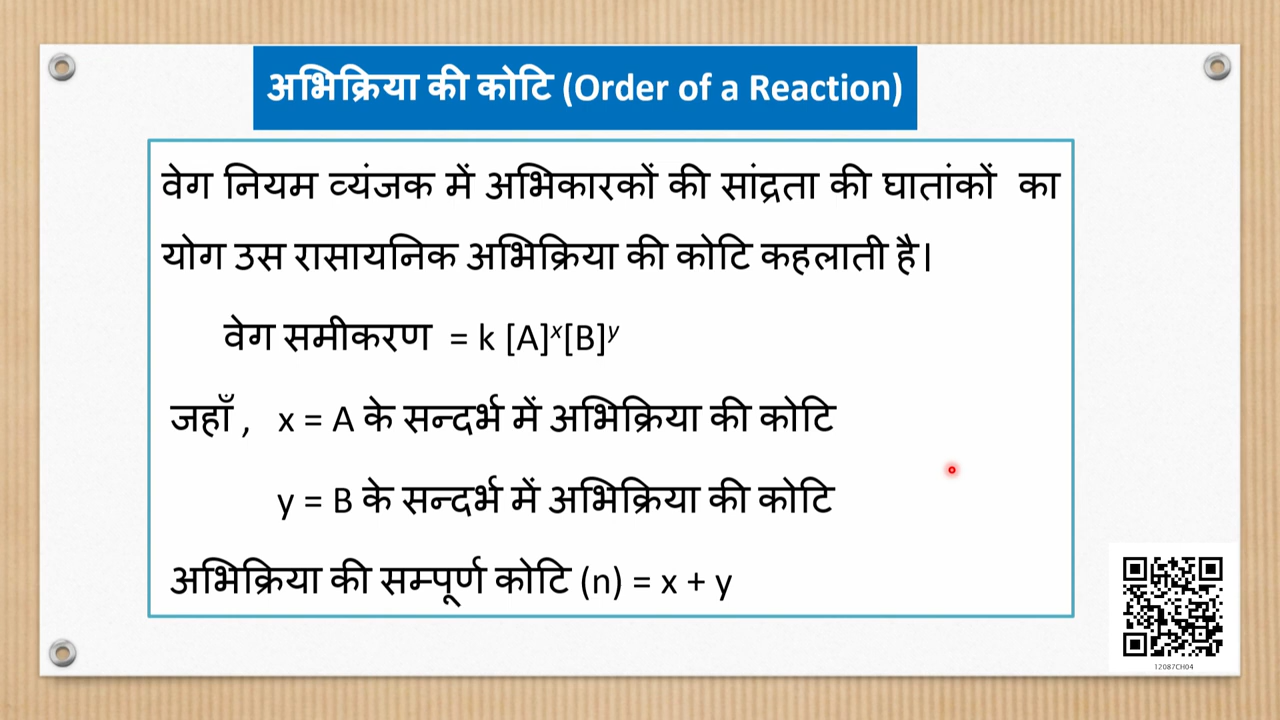 अभिक्रिया की कोटि (Order of a Reaction)
वेग नियम व्यंजक में अभिकारकों की सांद्रता की घातांकों का
योग उस रासायनिक अभिक्रिया की कोटि कहलाती है।
वेग समीकरण = k [A]ˣ[B]ʸ
जहाँ , x = A के सन्दर्भ में अभिक्रिया की कोटि
y = B के सन्दर्भ में अभिक्रिया की कोटि
अभिक्रिया की सम्पूर्ण कोटि (n) = x + y
12087CH04